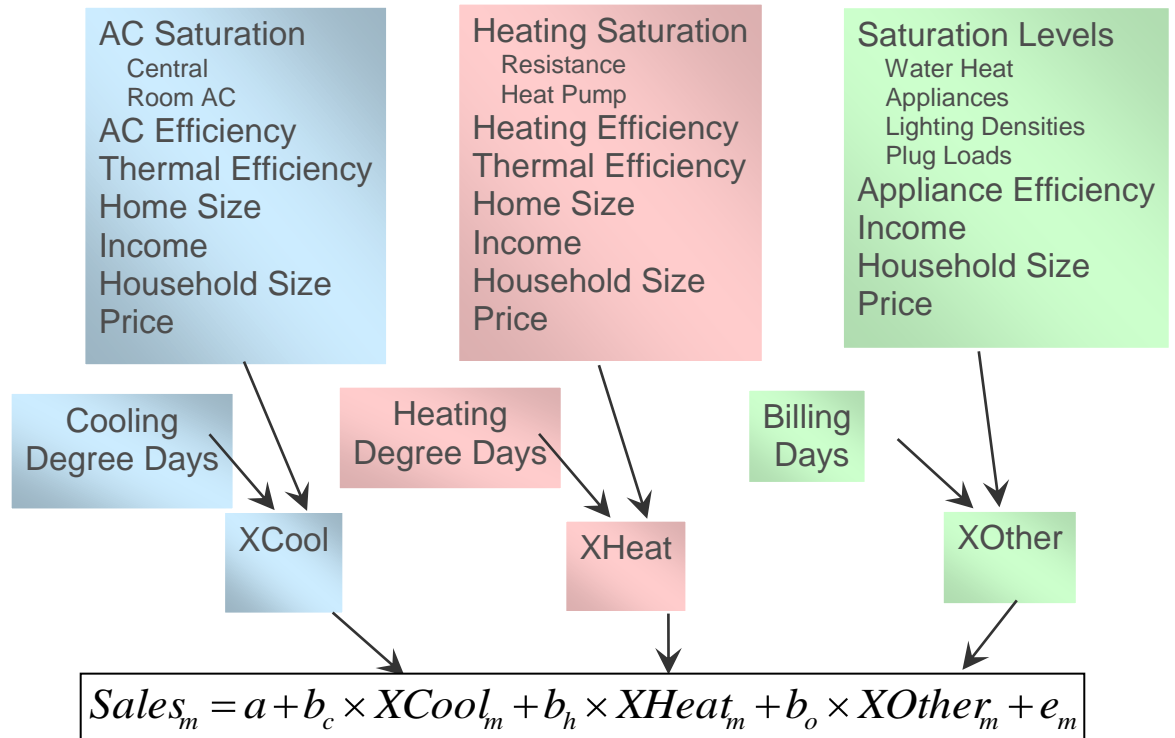 AC Saturation
Central
Room AC
AC Efficiency
Thermal Efficiency
Home Size
Income
Household Size
Price
Heating Saturation
Resistance
Heat Pump
Heating Efficiency
Thermal Efficiency
Home Size
Income
Household Size
Price
Saturation Levels
Water Heat
Appliances
Lighting Densities
Plug Loads
Appliance Efficiency
Income
Household Size
Price
Cooling
Degree Days
Heating
Degree Days
Billing
Days
XCool
XHeat
XOther
Sales_m = a + b_c × XCool_m + b_h × XHeat_m + b_o × XOther_m + e_m